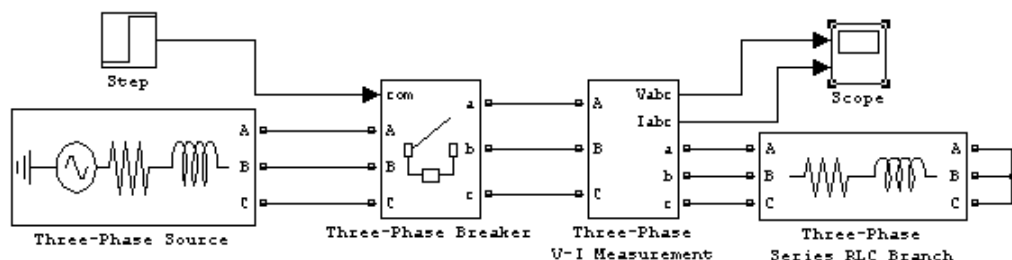 Step
Scope
com
a
A
b
B
c
C
A
B
C
A
B
C
Vabc
Iabc
a
b
c
A
B
C
A
B
C
Three-Phase Source
Three-Phase Breaker
Three-Phase
V-I Measurement
Three-Phase
Series RLC Branch